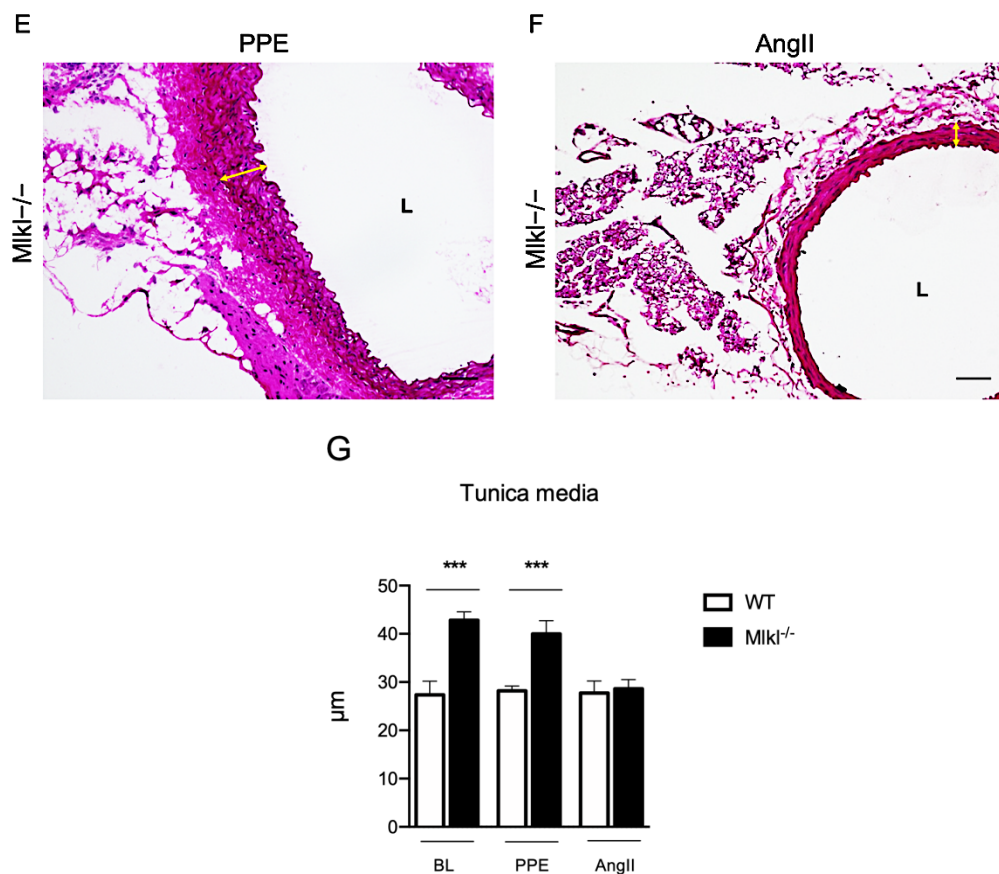 E
PPE
Mlkl−/−
L
F
AngII
Mlkl−/−
L
G
Tunica media
*** ***
50
40
30
20
10
0
µm
BL PPE AngII
WT
Mlkl-/-